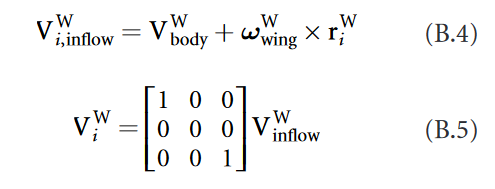 V^W_{i,inflow} = V^W_{body} + ω^W_{wing} × r^W_i (B.4)
V^W_i = [1 0 0; 0 0 0; 0 0 1] V^W_{inflow} (B.5)